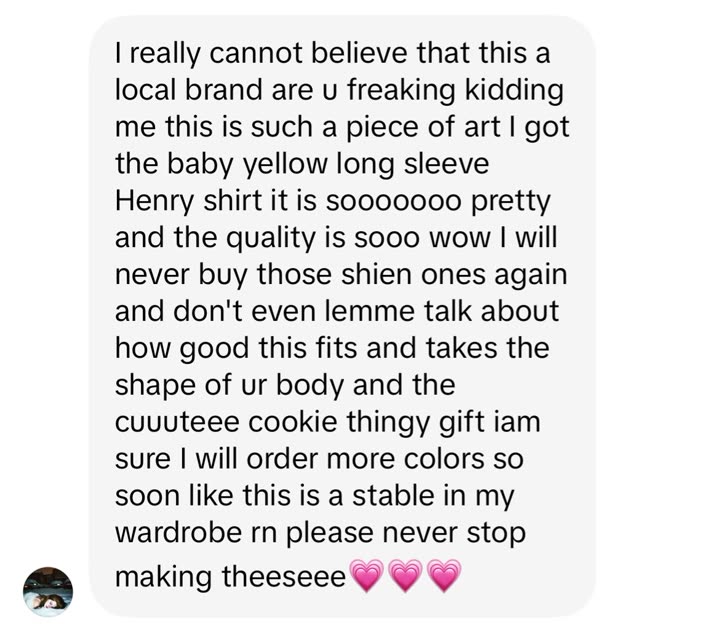 I really cannot believe that this a
local brand are u freaking kidding
me this is such a piece of art I got
the baby yellow long sleeve
Henry shirt it is sooooooo pretty
and the quality is sooo wow I will
never buy those shien ones again
and don't even lemme talk about
how good this fits and takes the
shape of ur body and the
cuuuteee cookie thingy gift iam
sure I will order more colors so
soon like this is a stable in my
wardrobe rn please never stop
making theeseee💗💗💗